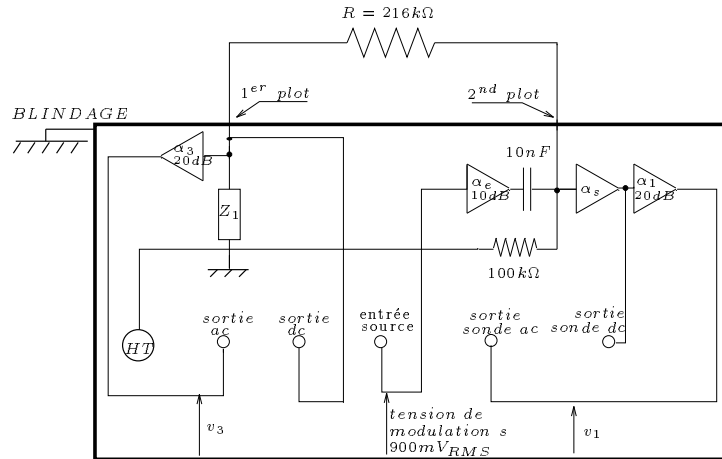 R = 216kΩ
1er plot
2nd plot
BLINDAGE
α3
20dB
10nF
αe
10dB
αs
α1
20dB
Z1
100kΩ
HT
sortie
ac
sortie
dc
entrée
source
sortie
sonde ac
sortie
sonde dc
v3
tension de
modulation s
900mVRMS
v1